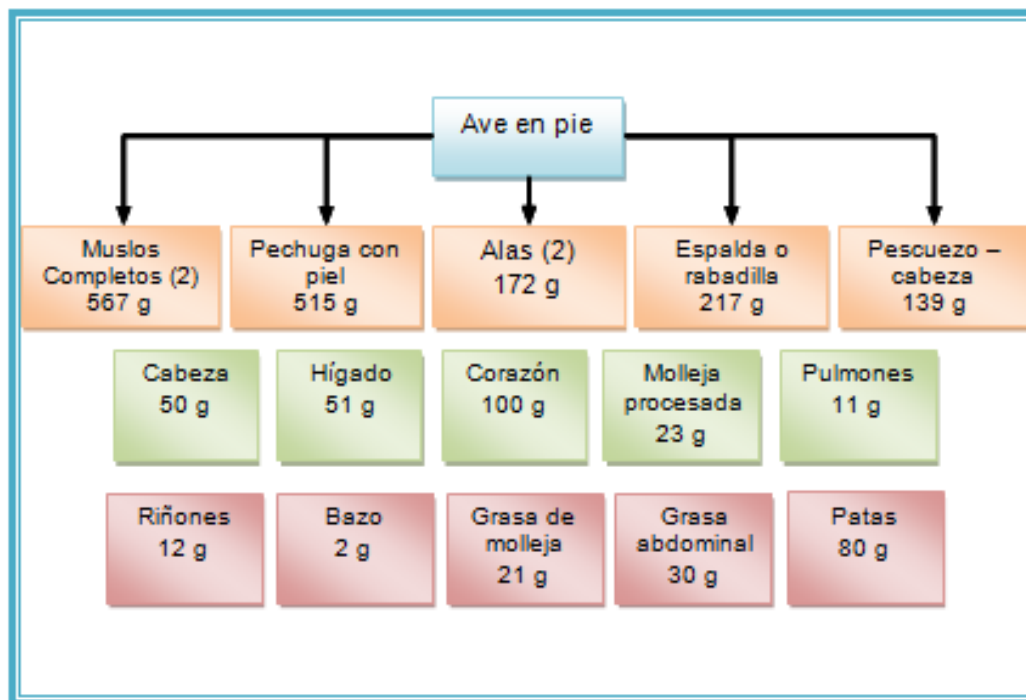 Ave en pie
Muslos
Completos (2)
567 g
Pechuga con
piel
515 g
Alas (2)
172 g
Espalda o
rabadilla
217 g
Pescuezo –
cabeza
139 g
Cabeza
50 g
Hígado
51 g
Corazón
100 g
Molleja
procesada
23 g
Pulmones
11 g
Riñones
12 g
Bazo
2 g
Grasa de
molleja
21 g
Grasa
abdominal
30 g
Patas
80 g